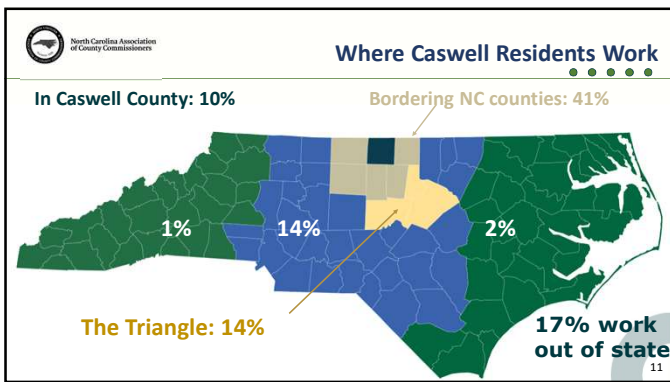 North Carolina Association
of County Commissioners
Where Caswell Residents Work
In Caswell County: 10%
Bordering NC counties: 41%
1%
14%
2%
The Triangle: 14%
17% work
out of state
11